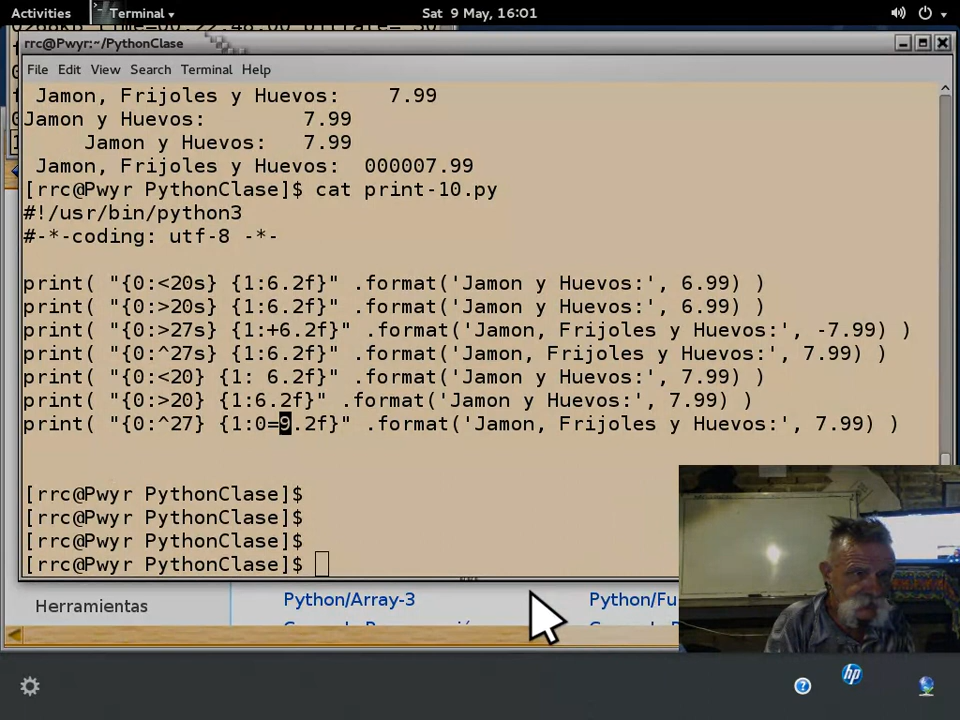 Activities
Terminal
Sat 9 May, 16:01
rrc@Pwyr:~/PythonClase
File Edit View Search Terminal Help
Jamon, Frijoles y Huevos:    7.99
Jamon y Huevos:        7.99
Jamon y Huevos:   7.99
Jamon, Frijoles y Huevos:  000007.99
[rrc@Pwyr PythonClase]$ cat print-10.py
#!/usr/bin/python3
#-*-coding: utf-8 -*-
print( "{0:<20s} {1:6.2f}" .format('Jamon y Huevos:', 6.99) )
print( "{0:>20s} {1:6.2f}" .format('Jamon y Huevos:', 6.99) )
print( "{0:>27s} {1:+6.2f}" .format('Jamon, Frijoles y Huevos:', -7.99) )
print( "{0:^27s} {1:6.2f}" .format('Jamon, Frijoles y Huevos:', 7.99) )
print( "{0:<20} {1: 6.2f}" .format('Jamon y Huevos:', 7.99) )
print( "{0:>20} {1:6.2f}" .format('Jamon y Huevos:', 7.99) )
print( "{0:^27} {1:0=9.2f}" .format('Jamon, Frijoles y Huevos:', 7.99) )
[rrc@Pwyr PythonClase]$
[rrc@Pwyr PythonClase]$
[rrc@Pwyr PythonClase]$
[rrc@Pwyr PythonClase]$
Herramientas
Python/Array-3
Python/Fu
hp